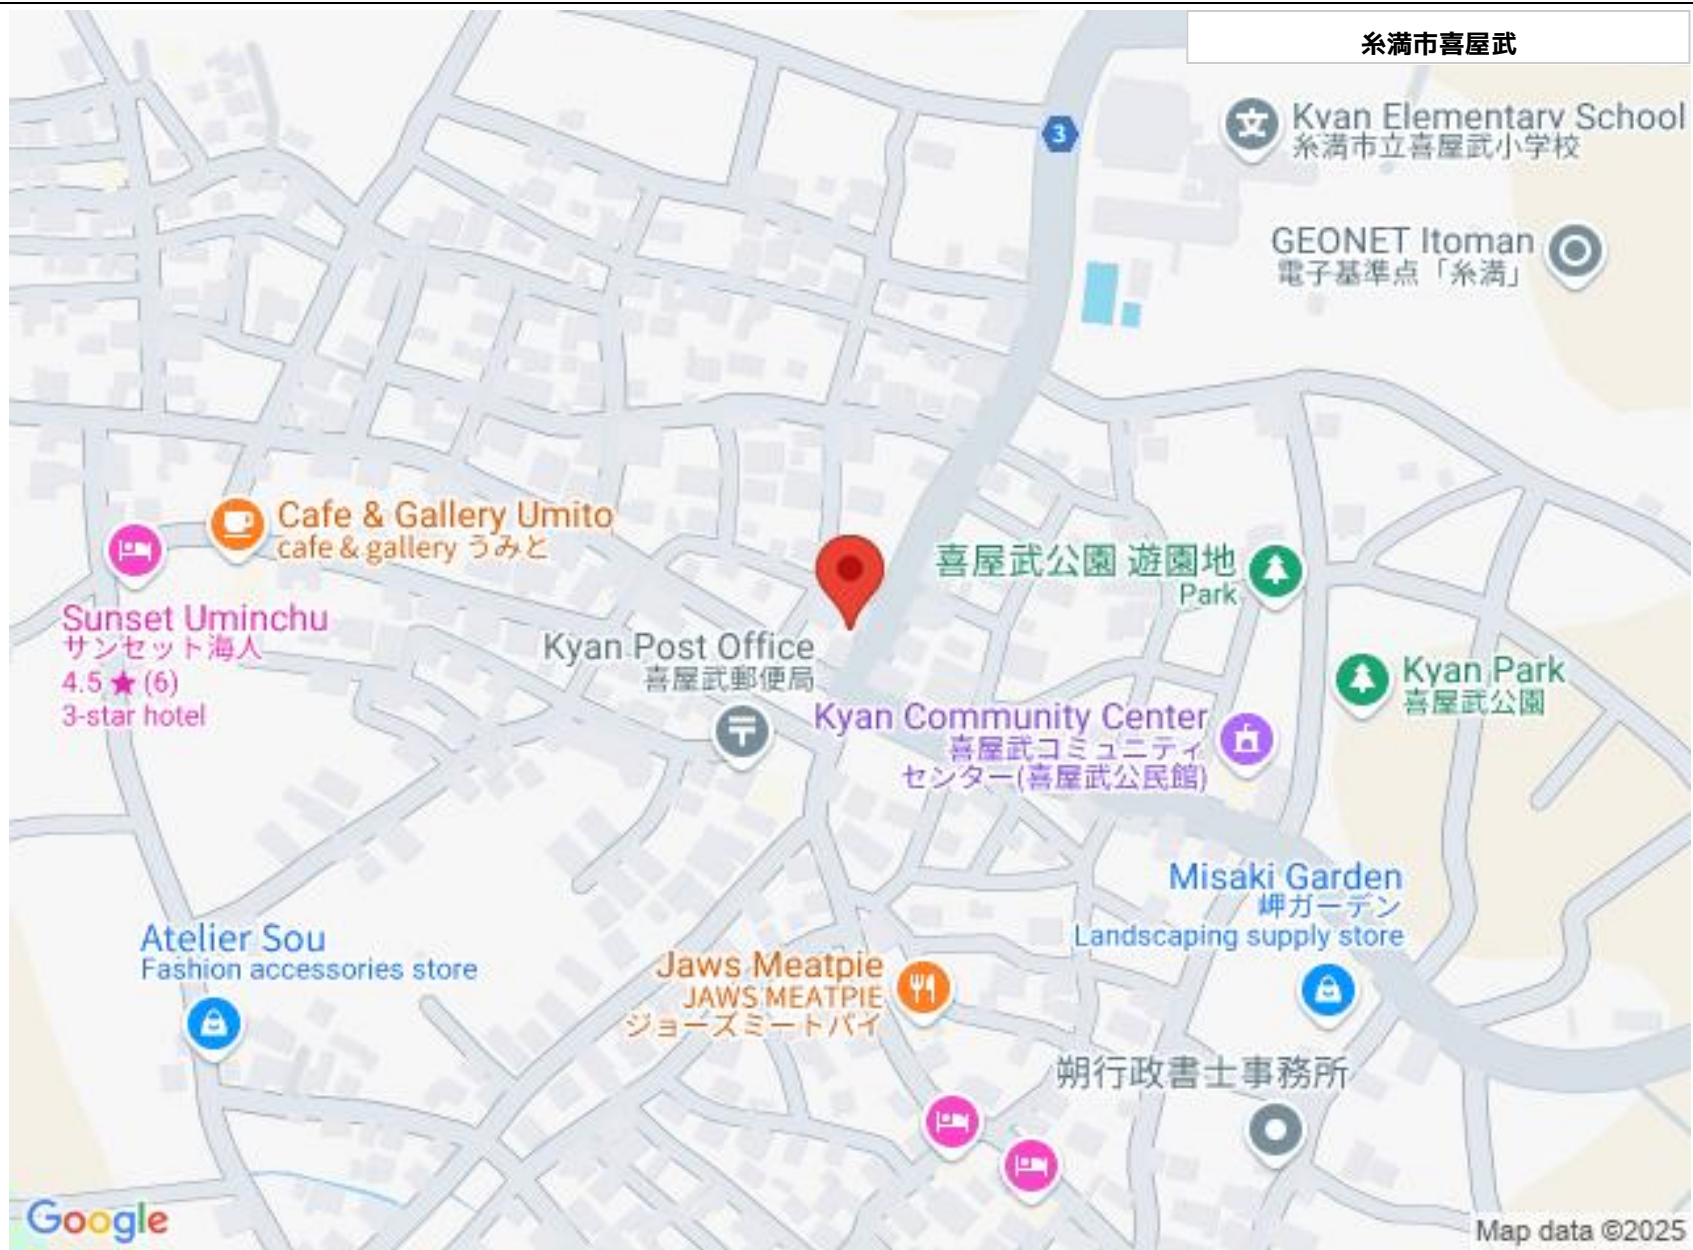 糸満市喜屋武
3
Kyan Elementary School
糸満市立喜屋武小学校
GEONET Itoman
電子基準点「糸満」
Cafe & Gallery Umito
cafe & gallery うみと
喜屋武公園 遊園地
Park
Sunset Uminchu
サンセット海人
4.5 ★ (6)
3-star hotel
Kyan Post Office
喜屋武郵便局
Kyan Park
喜屋武公園
Kyan Community Center
喜屋武コミュニティ
センター(喜屋武公民館)
Misaki Garden
岬ガーデン
Landscaping supply store
Atelier Sou
Fashion accessories store
Jaws Meatpie
JAWS MEATPIE
ジョーズミートパイ
朔行政書士事務所
Google
Map data ©2025